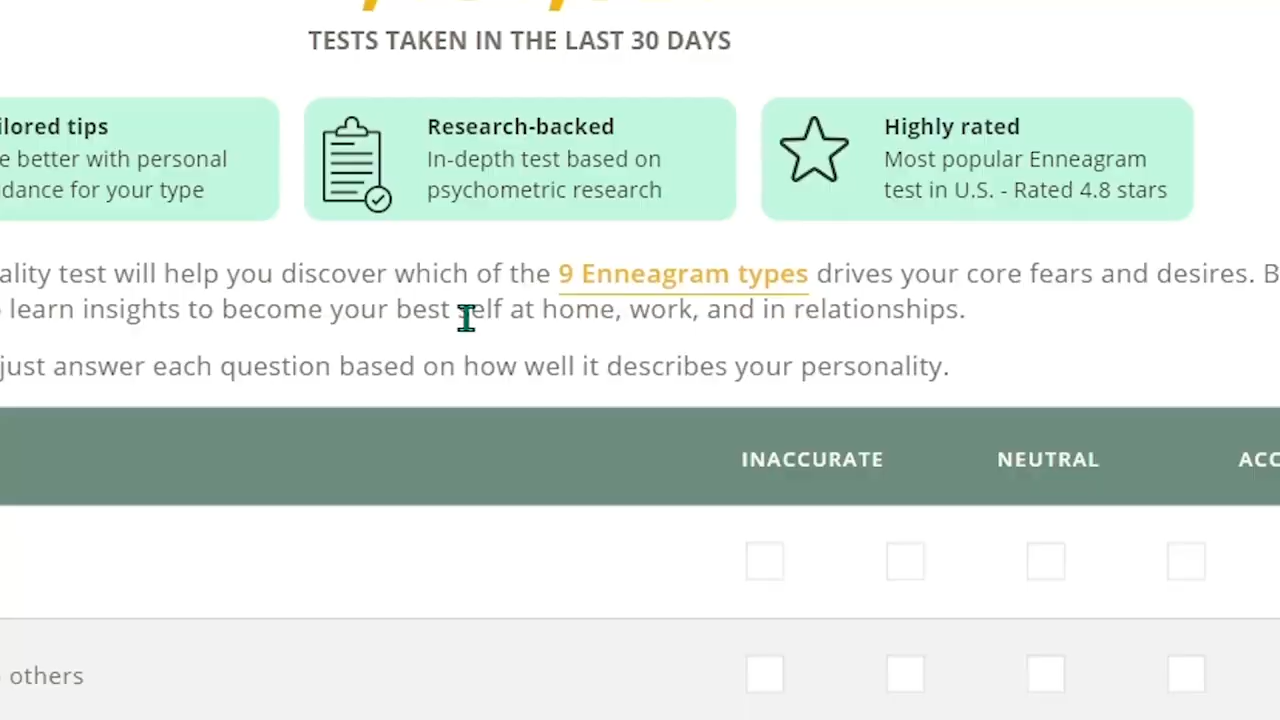 TESTS TAKEN IN THE LAST 30 DAYS
ilored tips
e better with personal
dance for your type
Research-backed
In-depth test based on
psychometric research
Highly rated
Most popular Enneagram
test in U.S. - Rated 4.8 stars
ality test will help you discover which of the 9 Enneagram types drives your core fears and desires. B
learn insights to become your best self at home, work, and in relationships.
just answer each question based on how well it describes your personality.
INACCURATE NEUTRAL ACC
others